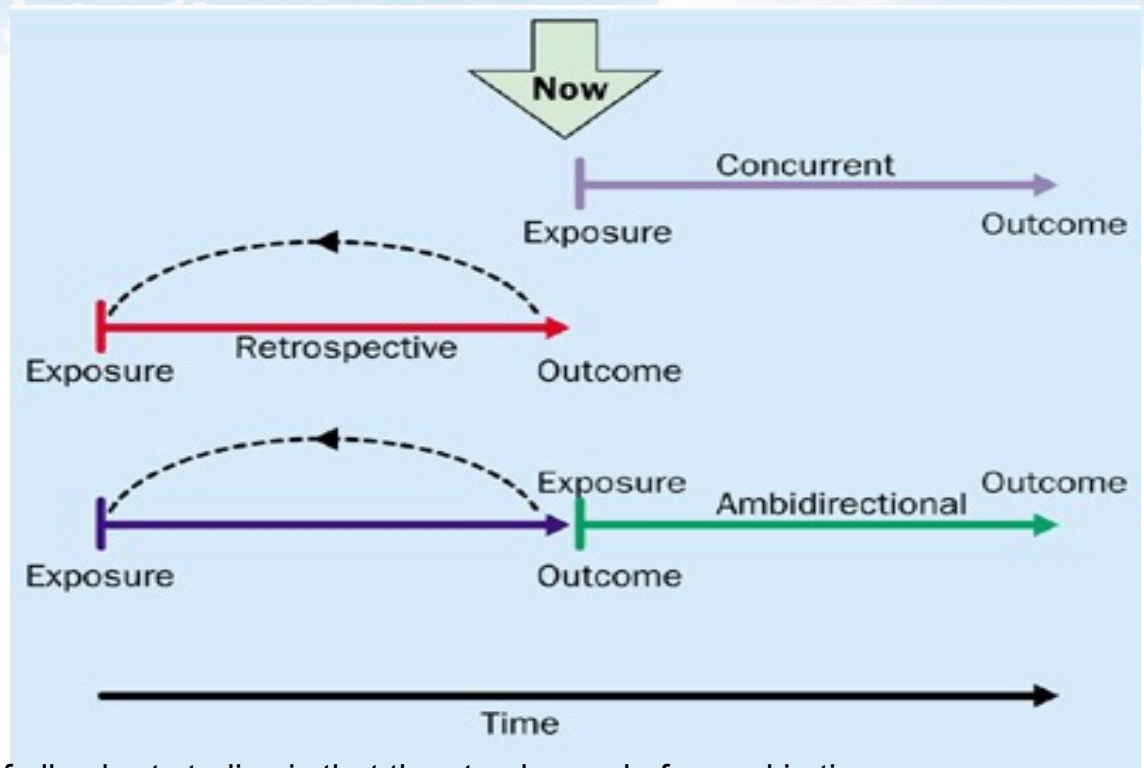 Now
Concurrent
Exposure
Outcome
Retrospective
Exposure
Outcome
Exposure
Outcome
Ambidirectional
Exposure
Outcome
Time